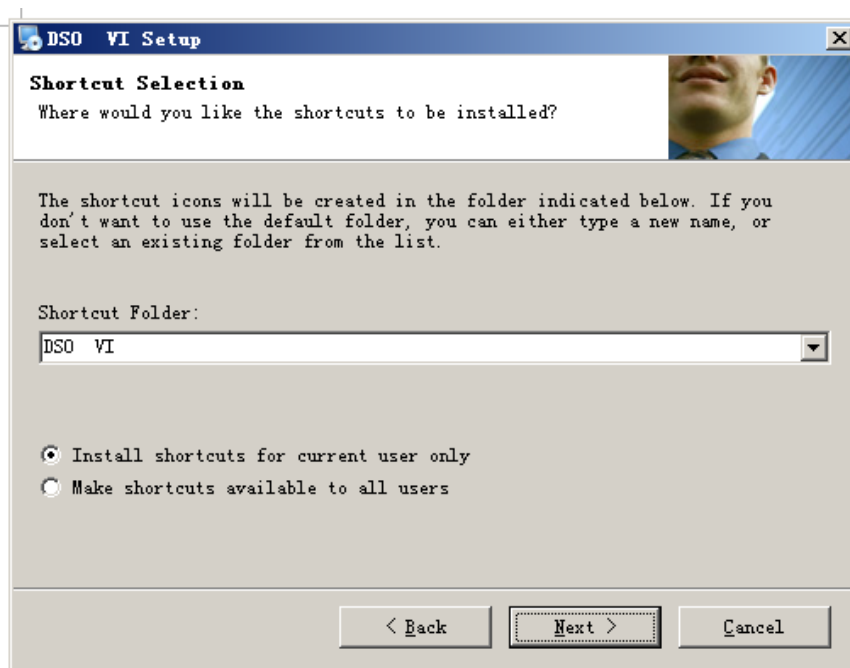 DSO  VI Setup
Shortcut Selection
Where would you like the shortcuts to be installed?
The shortcut icons will be created in the folder indicated below. If you
don't want to use the default folder, you can either type a new name, or
select an existing folder from the list.
Shortcut Folder:
DSO  VI
Install shortcuts for current user only
Make shortcuts available to all users
< Back
Next >
Cancel